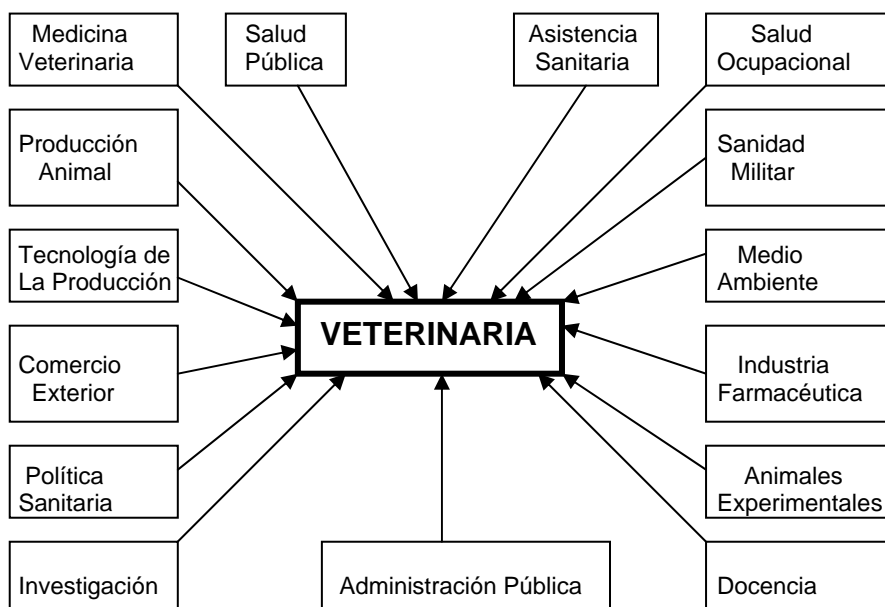 Medicina
Veterinaria
Salud
Pública
Asistencia
Sanitaria
Salud
Ocupacional
Producción
Animal
Sanidad
Militar
Tecnología de
La Producción
Medio
Ambiente
VETERINARIA
Comercio
Exterior
Industria
Farmacéutica
Política
Sanitaria
Animales
Experimentales
Investigación
Administración Pública
Docencia